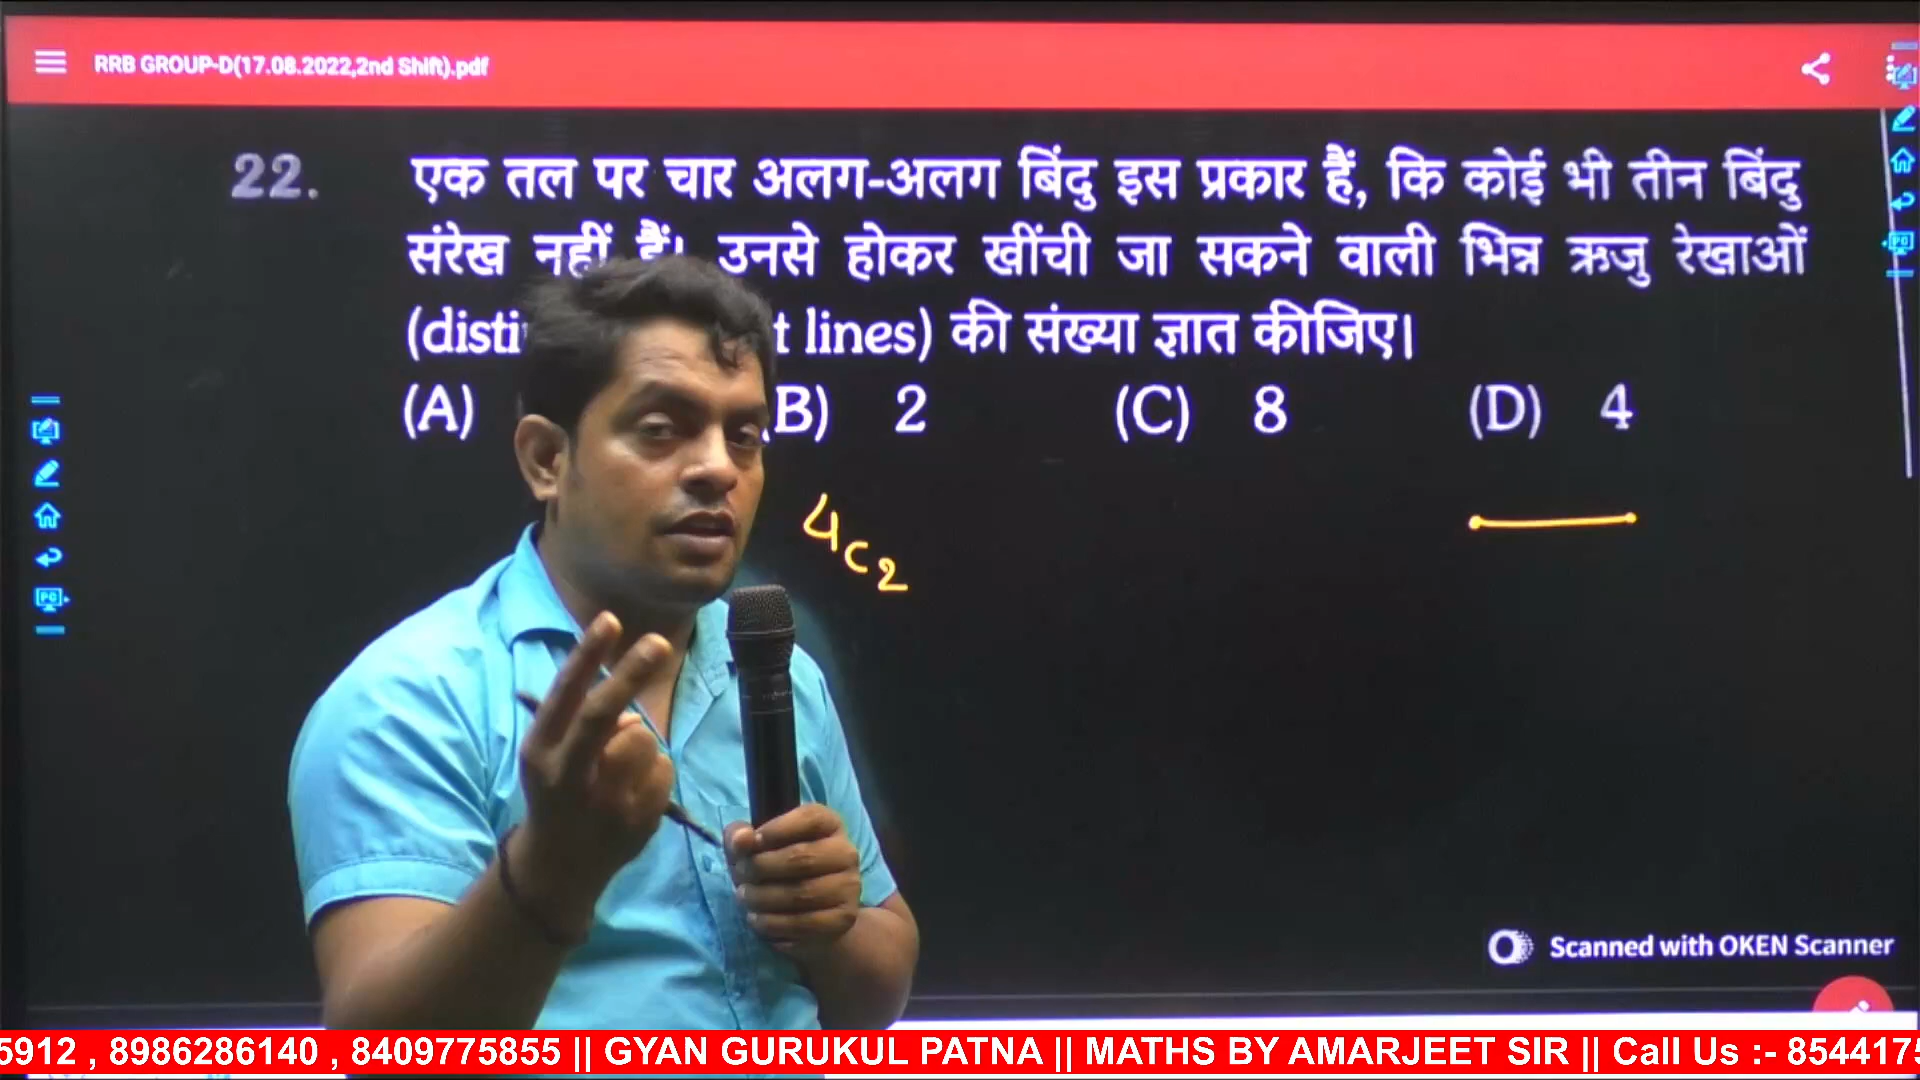 RRB GROUP-D(17.08.2022,2nd Shift).pdf
22. एक तल पर चार अलग-अलग बिंदु इस प्रकार हैं, कि कोई भी तीन बिंदु
संरेख नहीं हैं। उनसे होकर खींची जा सकने वाली भिन्न ऋजु रेखाओं
(disti t lines) की संख्या ज्ञात कीजिए।
(A) B) 2 (C) 8 (D) 4
4c2
Scanned with OKEN Scanner
5912 , 8986286140 , 8409775855 || GYAN GURUKUL PATNA || MATHS BY AMARJEET SIR || Call Us :- 8544175